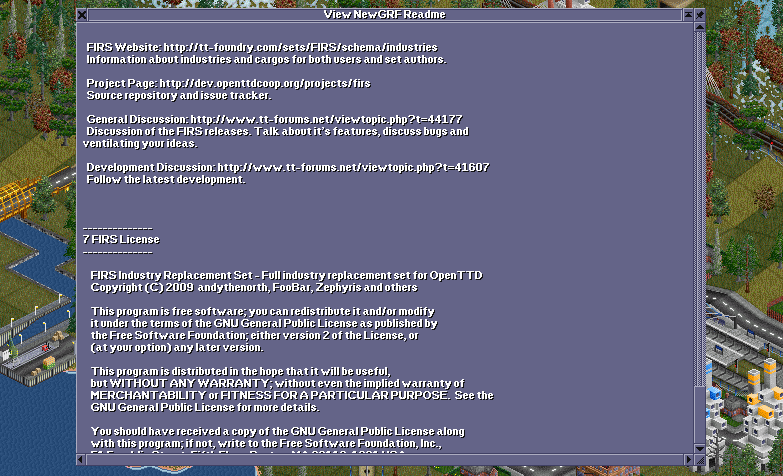 View NewGRF Readme
FIRS Website: http://tt-foundry.com/sets/FIRS/schema/industries
Information about industries and cargos for both users and set authors.
Project Page: http://dev.openttdcoop.org/projects/firs
Source repository and issue tracker.
General Discussion: http://www.tt-forums.net/viewtopic.php?t=44177
Discussion of the FIRS releases. Talk about it's features, discuss bugs and
ventilating your ideas.
Development Discussion: http://www.tt-forums.net/viewtopic.php?t=41607
Follow the latest development.
--------------
7 FIRS License
--------------
FIRS Industry Replacement Set - Full industry replacement set for OpenTTD
Copyright (C) 2009 andythenorth, FooBar, Zephyris and others
This program is free software; you can redistribute it and/or modify
it under the terms of the GNU General Public License as published by
the Free Software Foundation; either version 2 of the License, or
(at your option) any later version.
This program is distributed in the hope that it will be useful,
but WITHOUT ANY WARRANTY; without even the implied warranty of
MERCHANTABILITY or FITNESS FOR A PARTICULAR PURPOSE. See the
GNU General Public License for more details.
You should have received a copy of the GNU General Public License along
with this program; if not, write to the Free Software Foundation, Inc.,